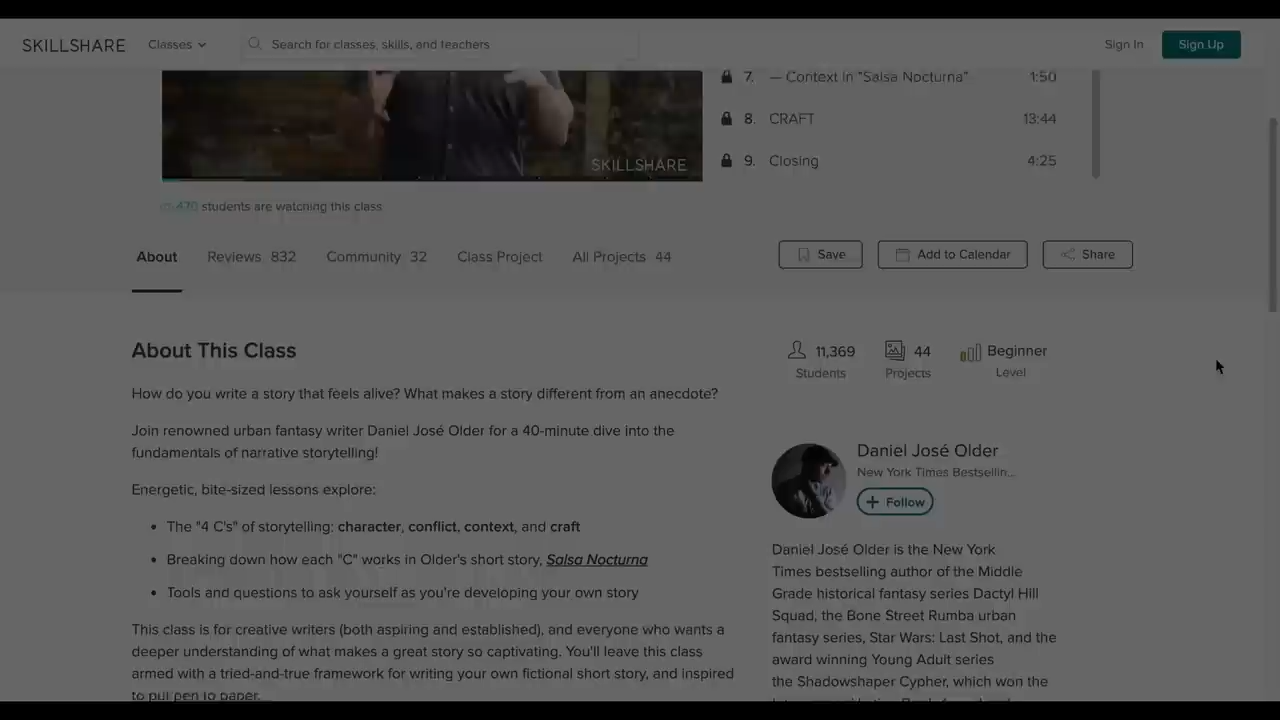 SKILLSHARE
Classes
Search for classes, skills, and teachers
Sign In
Sign Up
7. — Context in "Salsa Nocturna" 1:50
8. CRAFT 13:44
9. Closing 4:25
SKILLSHARE
470 students are watching this class
About
Reviews 832
Community 32
Class Project
All Projects 44
Save
Add to Calendar
Share
About This Class
How do you write a story that feels alive? What makes a story different from an anecdote?
Join renowned urban fantasy writer Daniel José Older for a 40-minute dive into the
fundamentals of narrative storytelling!
Energetic, bite-sized lessons explore:
• The "4 C's" of storytelling: character, conflict, context, and craft
• Breaking down how each "C" works in Older's short story, Salsa Nocturna
• Tools and questions to ask yourself as you're developing your own story
This class is for creative writers (both aspiring and established), and everyone who wants a
deeper understanding of what makes a great story so captivating. You'll leave this class
armed with a tried-and-true framework for writing your own fictional short story, and inspired
to put pen to paper.
11,369
Students
44
Projects
Beginner
Level
Daniel José Older
New York Times Bestsellin...
+ Follow
Daniel José Older is the New York
Times bestselling author of the Middle
Grade historical fantasy series Dactyl Hill
Squad, the Bone Street Rumba urban
fantasy series, Star Wars: Last Shot, and the
award winning Young Adult series
the Shadowshaper Cypher, which won the